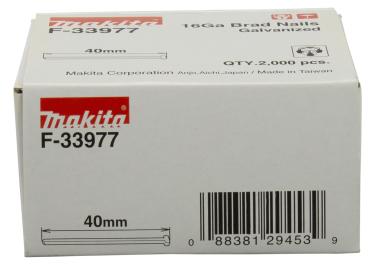 Makita
F-33977
40mm
16Ga Brad Nails
Galvanized
QTY.2,000 pcs.
Makita Corporation Anjo,Aichi,Japan / Made in Taiwan
Makita
F-33977
40mm
0 88381 29453 9